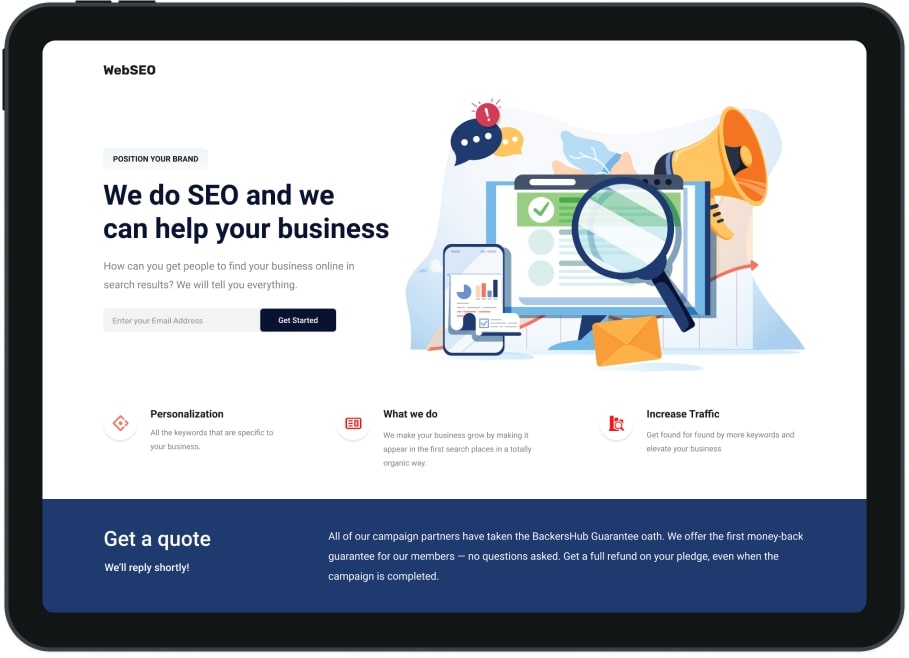 WebSEO
POSITION YOUR BRAND
We do SEO and we
can help your business
How can you get people to find your business online in
search results? We will tell you everything.
Enter your Email Address
Get Started
Personalization
All the keywords that are specific to
your business.
What we do
We make your business grow by making it
appear in the first search places in a totally
organic way.
Increase Traffic
Get found for found by more keywords and
elevate your business
Get a quote
We'll reply shortly!
All of our campaign partners have taken the BackersHub Guarantee oath. We offer the first money-back
guarantee for our members — no questions asked. Get a full refund on your pledge, even when the
campaign is completed.